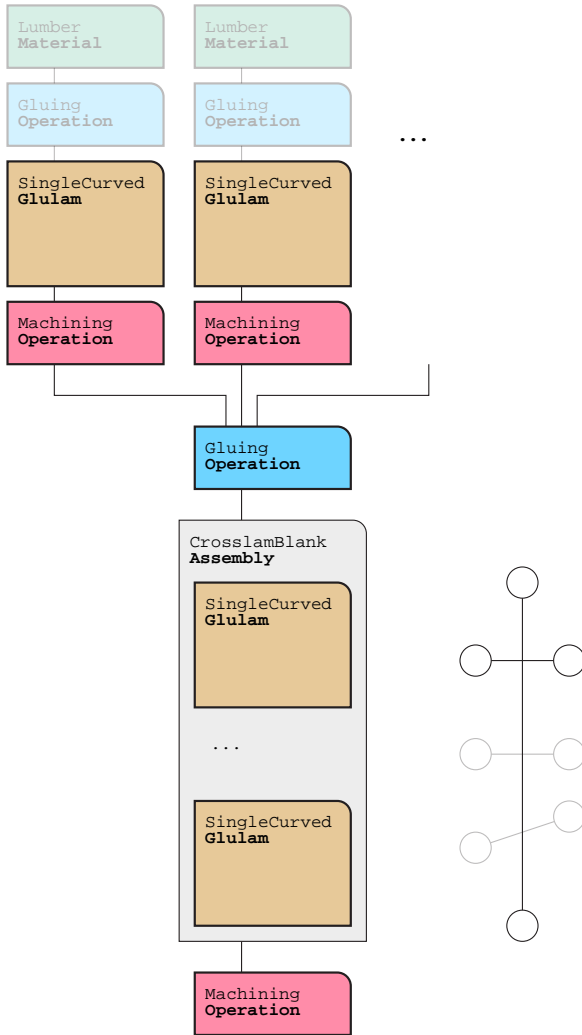 Lumber
Material
Lumber
Material
Gluing
Operation
Gluing
Operation
...
SingleCurved
Glulam
SingleCurved
Glulam
Machining
Operation
Machining
Operation
Gluing
Operation
CrosslamBlank
Assembly
SingleCurved
Glulam
...
SingleCurved
Glulam
Machining
Operation